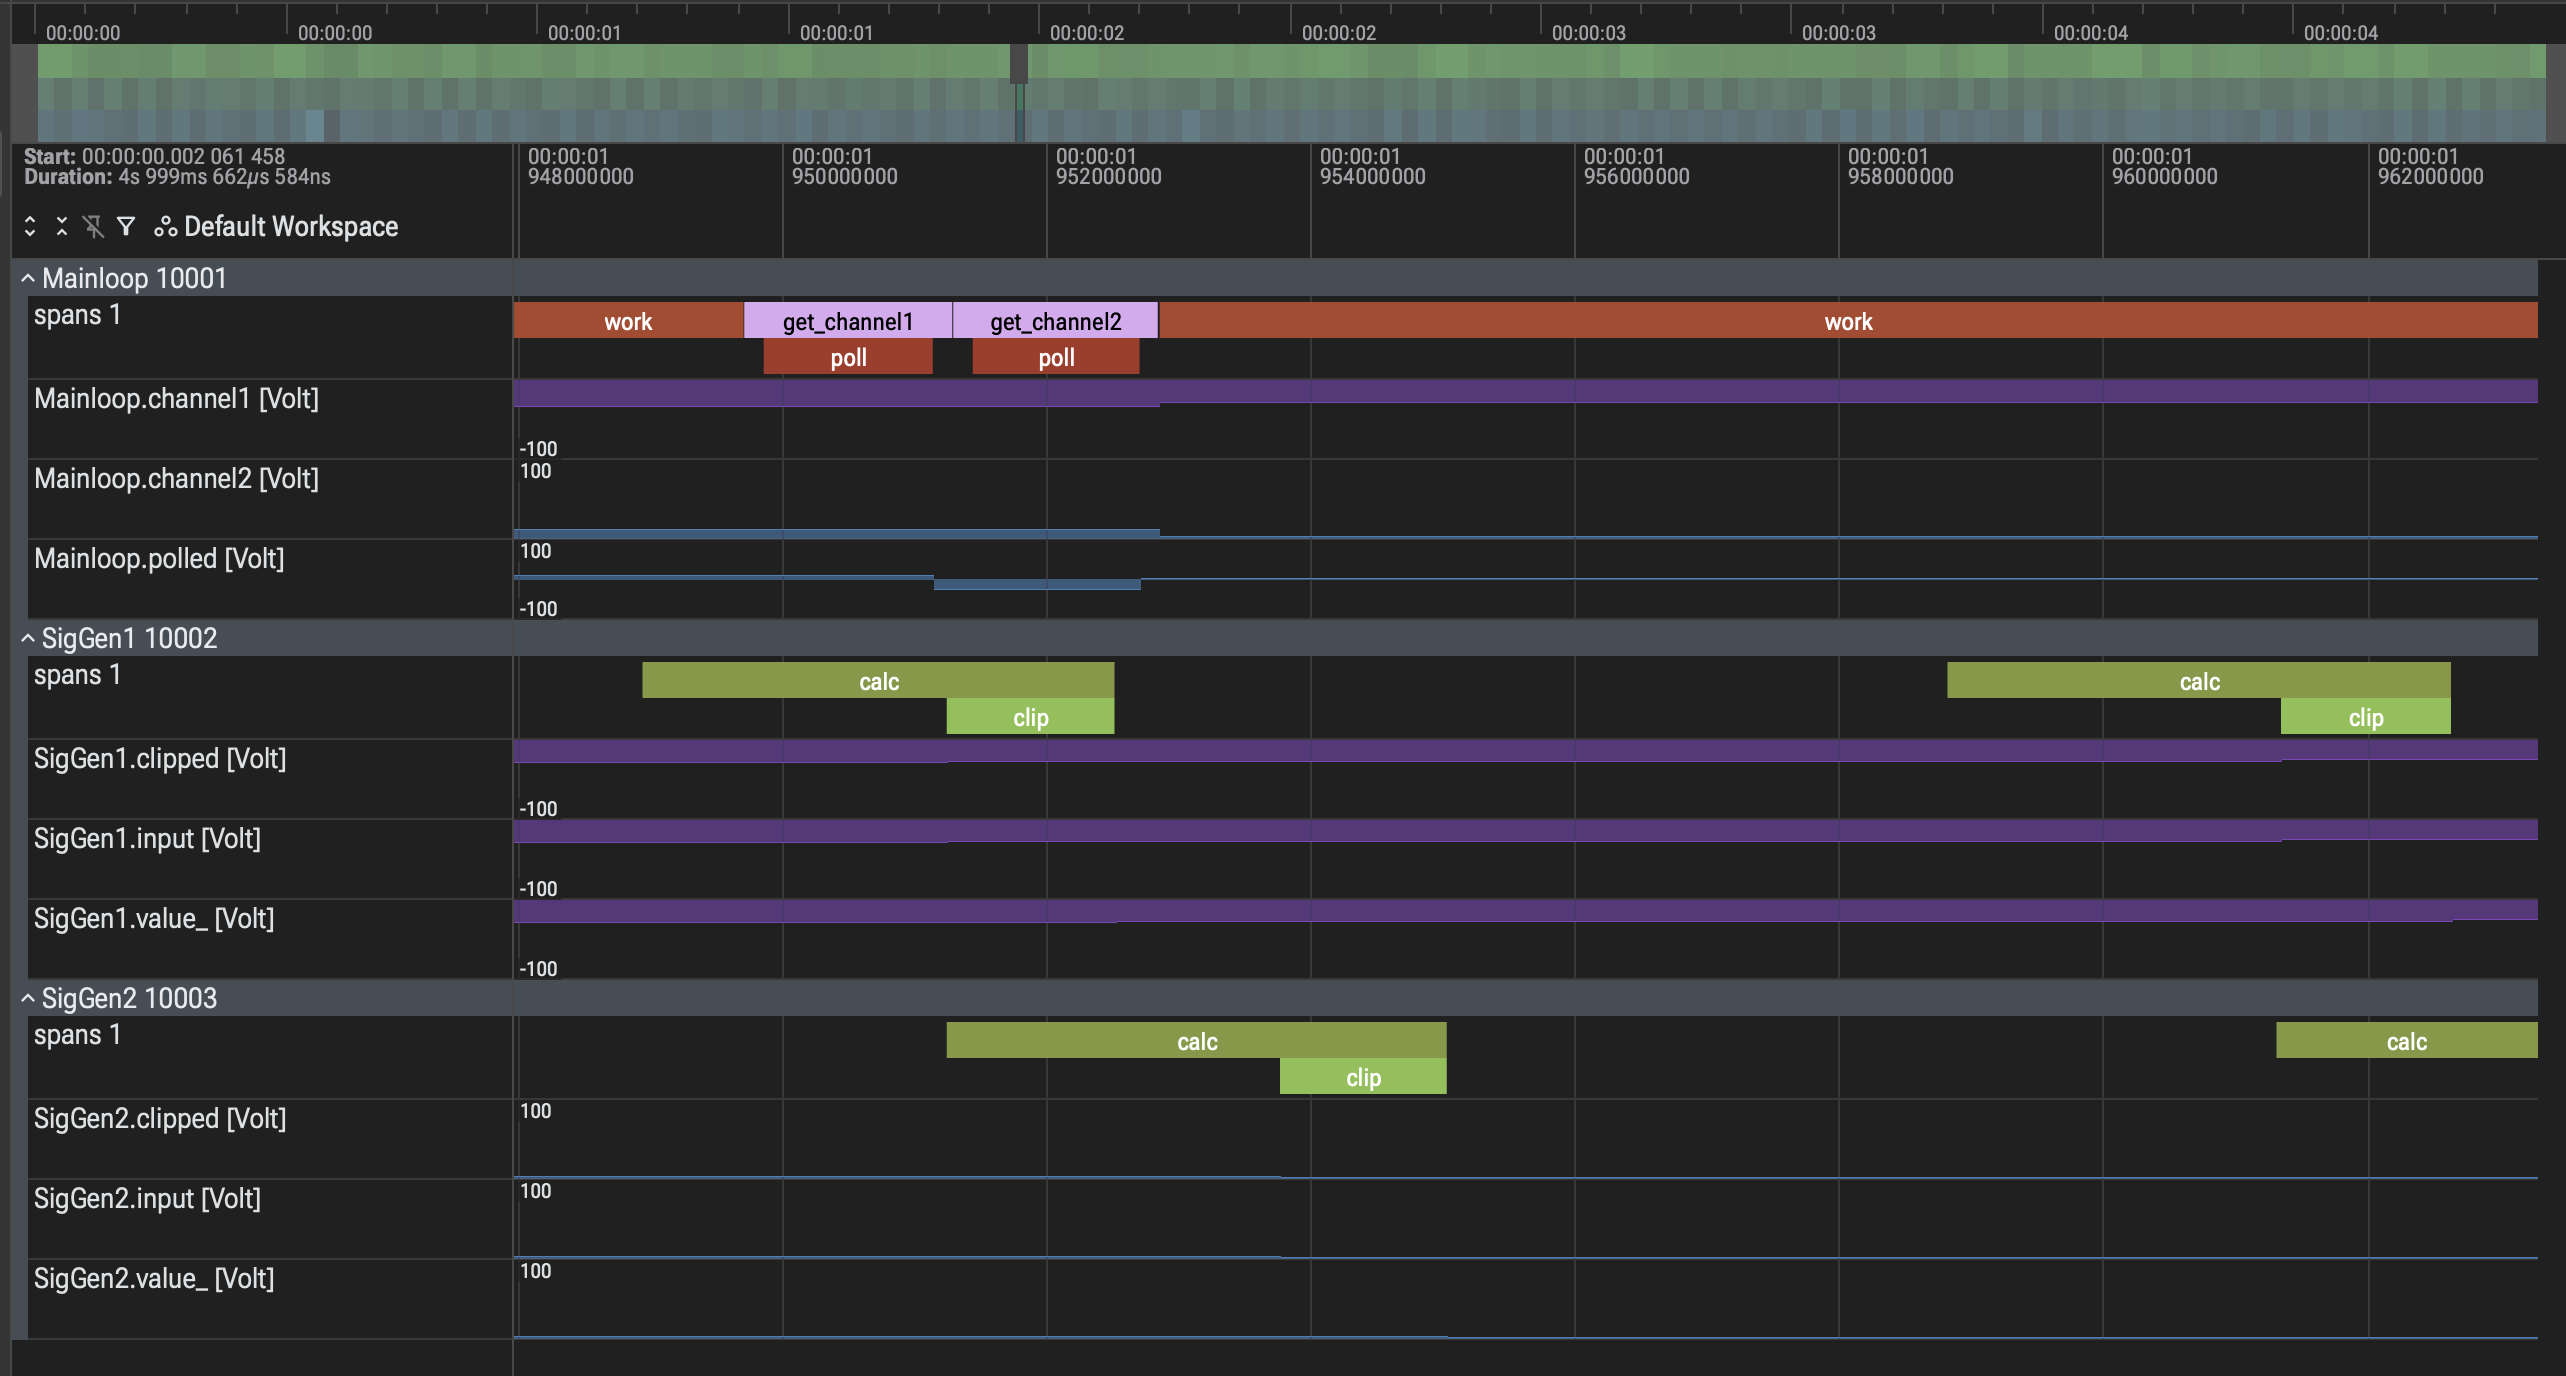 00:00:00 00:00:00 00:00:01 00:00:01 00:00:02 00:00:02 00:00:03 00:00:03 00:00:04 00:00:04
Start: 00:00:00.002 061 458
Duration: 4s 999ms 662µs 584ns
00:00:01 00:00:01 00:00:01 00:00:01 00:00:01 00:00:01 00:00:01 00:00:01
948000000 950000000 952000000 954000000 956000000 958000000 960000000 962000000
Default Workspace
Mainloop 10001
spans 1
work get_channel1 get_channel2 work
poll poll
Mainloop.channel1 [Volt]
-100
Mainloop.channel2 [Volt]
100
Mainloop.polled [Volt]
100
-100
SigGen1 10002
spans 1
calc calc
clip clip
SigGen1.clipped [Volt]
-100
SigGen1.input [Volt]
-100
SigGen1.value_ [Volt]
-100
SigGen2 10003
spans 1
calc calc
clip
SigGen2.clipped [Volt]
100
SigGen2.input [Volt]
100
SigGen2.value_ [Volt]
100